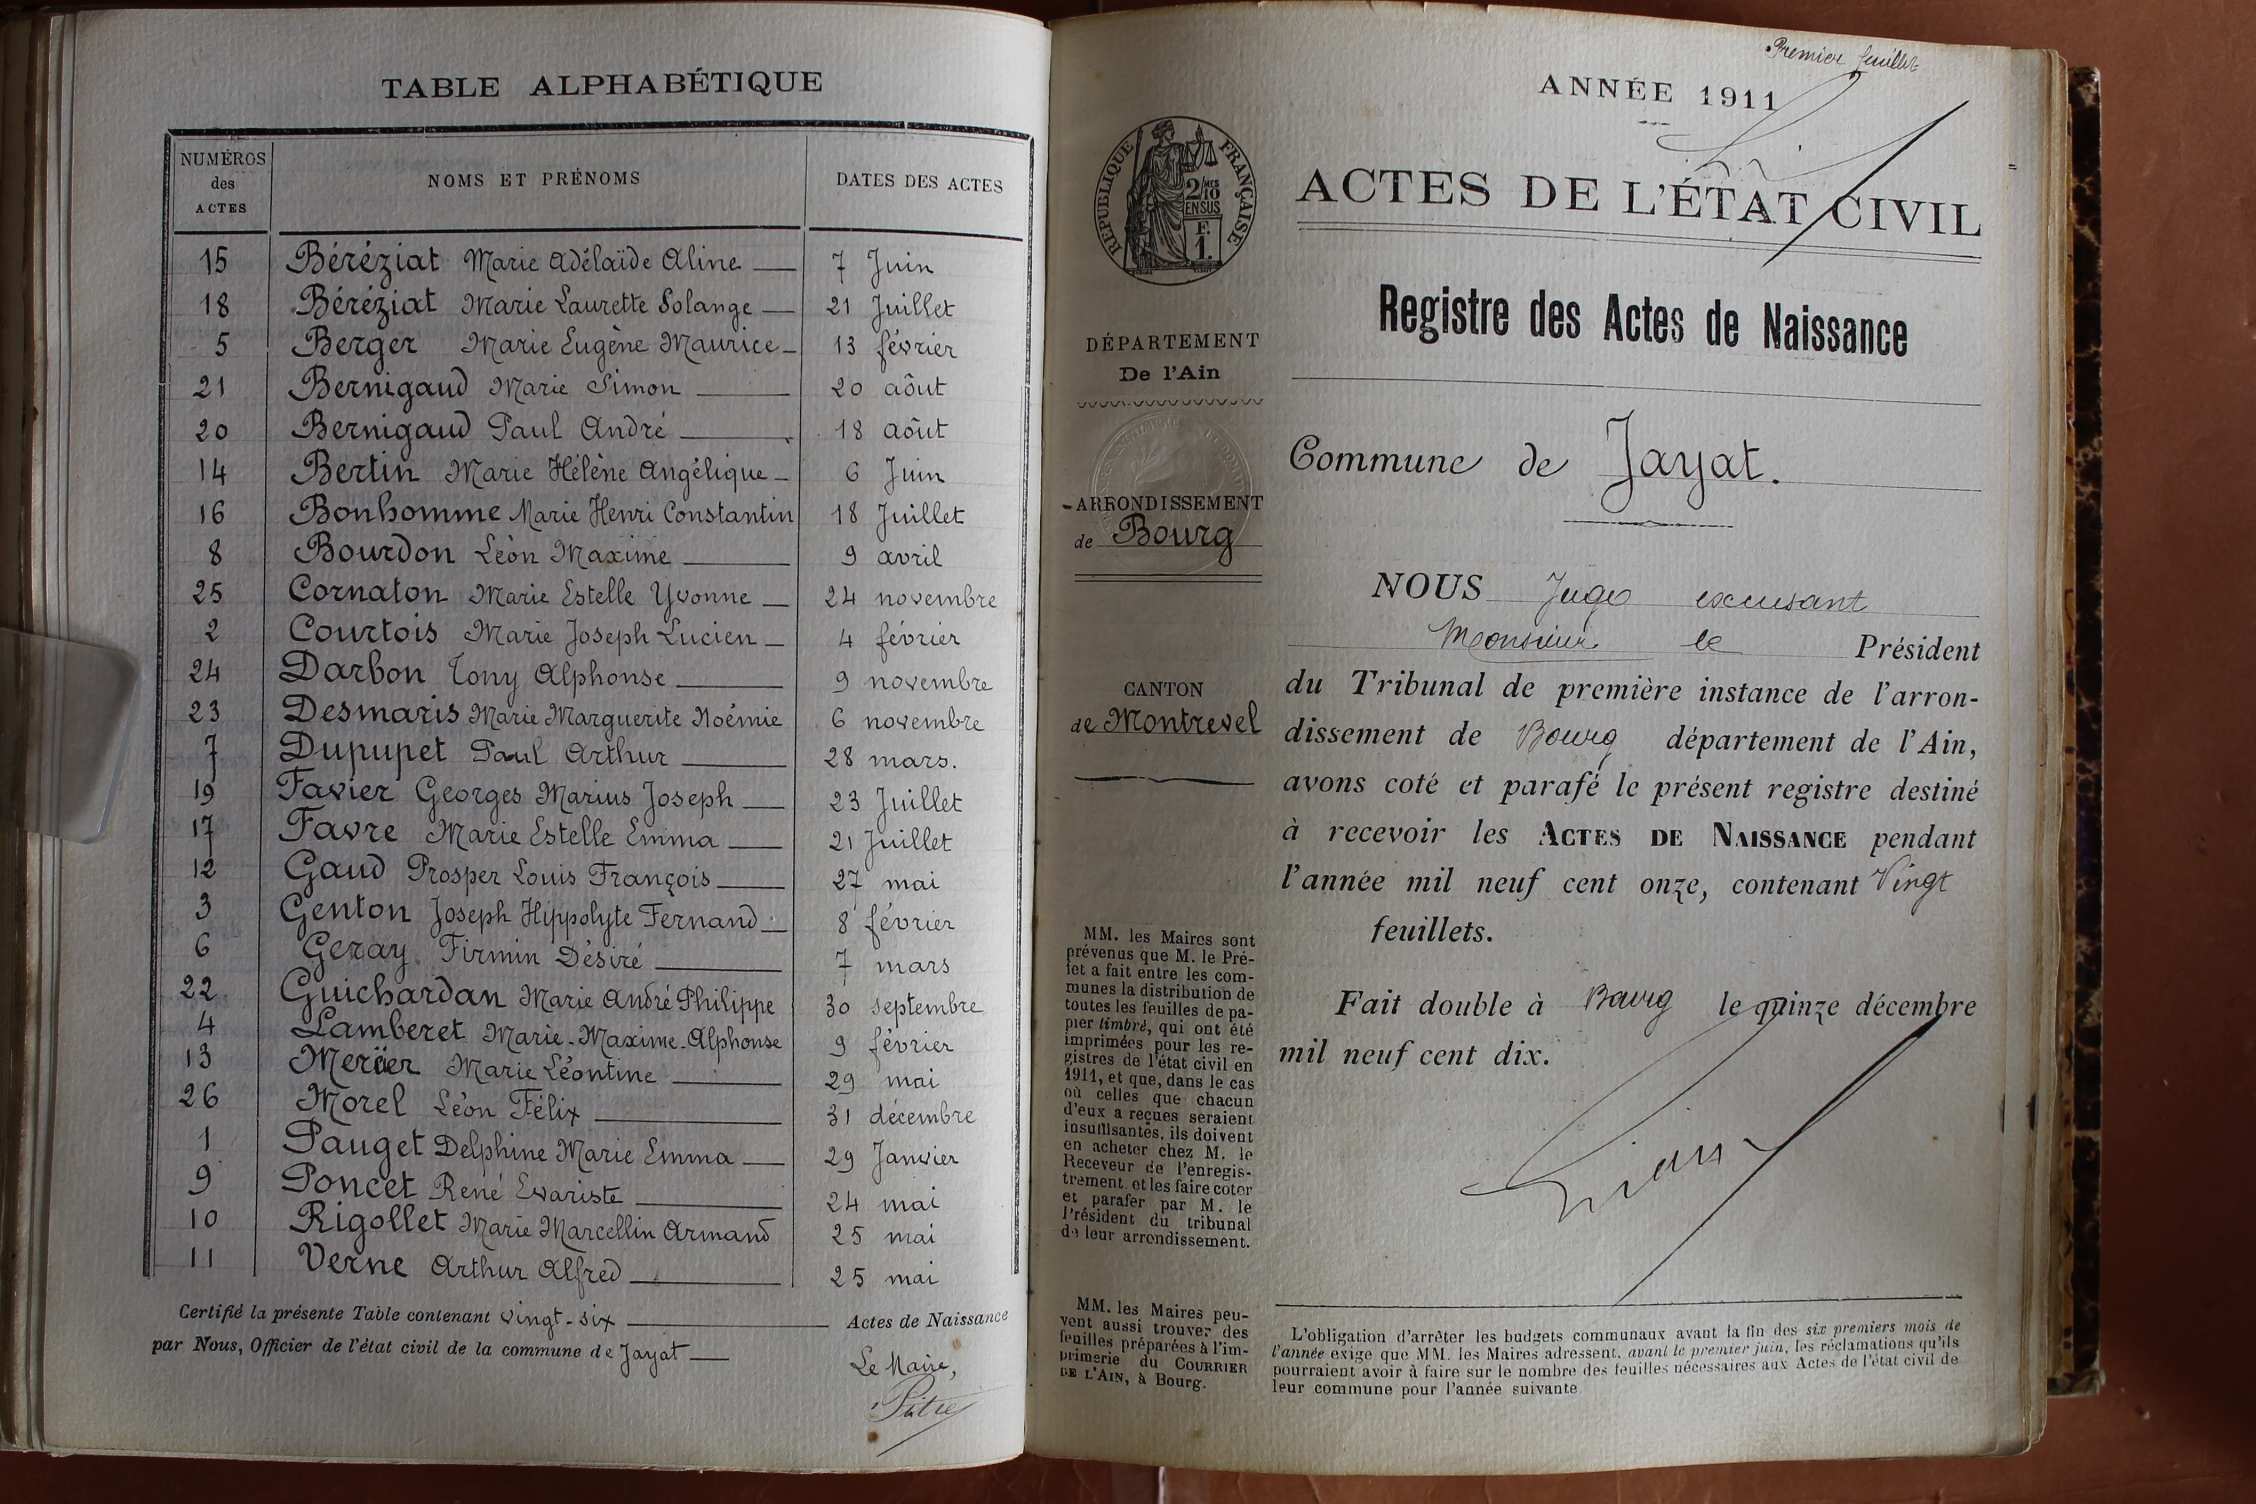 TABLE ALPHABÉTIQUE
NUMÉROS des ACTES NOMS ET PRÉNOMS DATES DES ACTES
15 Béréziat Marie Adélaïde Aline 7 Juin
18 Béréziat Marie Laurette Solange 21 Juillet
5 Berger Marie Eugène Maurice 13 février
21 Bernigaud Marie Simon 20 aôut
20 Bernigaud Paul André 18 aôut
14 Bertin Marie Hélène Angélique 6 Juin
16 Bonhomme Marie Henri Constantin 18 Juillet
8 Bourdon Léon Maxime 9 avril
25 Cornaton Marie Estelle Yvonne 24 novembre
2 Courtois Marie Joseph Lucien 4 février
24 Darbon Tony Alphonse 9 novembre
23 Desmaris Marie Marguerite Noémie 6 novembre
7 Dupupet Paul Arthur 28 mars.
19 Favier Georges Marius Joseph 23 Juillet
17 Favre Marie Estelle Emma 21 Juillet
12 Gaud Prosper Louis François 27 mai
3 Genton Joseph Hippolyte Fernand 8 février
6 Geray Firmin Désiré 7 mars
22 Guichardan Marie André Philippe 30 septembre
4 Lamberet Marie-Maxime-Alphonse 9 février
13 Marie Léontine 29 mai
26 Morel Léon Félix 31 décembre
1 Pauget Delphine Marie Emma 29 Janvier
9 Poncet René Evariste 24 mai
10 Rigollet Marie Marcellin Armand 25 mai
11 Verne Arthur Alfred 25 mai
Certifié la présente Table contenant vingt-six Actes de Naissance
par Nous, Officier de l'état civil de la commune de Jayat
Le Maire,
Premier feuillet
ANNÉE 1911
RÉPUBLIQUE FRANÇAISE
2/10 MES
EN SUS
F.
1.
ACTES DE L'ÉTAT CIVIL
Registre des Actes de Naissance
DÉPARTEMENT
De l'Ain
ARRONDISSEMENT
de Bourg
CANTON
de Montrevel
MM. les Maires sont
prévenus que M. le Pré-
fet a fait entre les com-
munes la distribution de
toutes les feuilles de pa-
pier timbré, qui ont été
imprimées pour les re-
gistres de l'état civil en
1911, et que, dans le cas
où celles que chacun
d'eux a reçues seraient
insuffisantes, ils doivent
en acheter chez M. le
Receveur de l'enregis-
trement et les faire coter
et parafer par M. le
Président du tribunal
de leur arrondissement.
MM. les Maires peu-
vent aussi trouver des
feuilles préparées à l'im-
primerie du COURRIER
DE L'AIN, à Bourg.
Commune de Jayat.
NOUS Juge excusant
Monsieur le Président
du Tribunal de première instance de l'arron-
dissement de Bourg département de l'Ain,
avons coté et parafé le présent registre destiné
à recevoir les ACTES DE NAISSANCE pendant
l'année mil neuf cent onze, contenant Vingt
feuillets.
Fait double à Bourg le quinze décembre
mil neuf cent dix.
L'obligation d'arrêter les budgets communaux avant la fin des six premiers mois de
l'année exige que MM. les Maires adressent, avant le premier juin, les réclamations qu'ils
pourraient avoir à faire sur le nombre des feuilles nécessaires aux Actes de l'état civil de
leur commune pour l'année suivante.